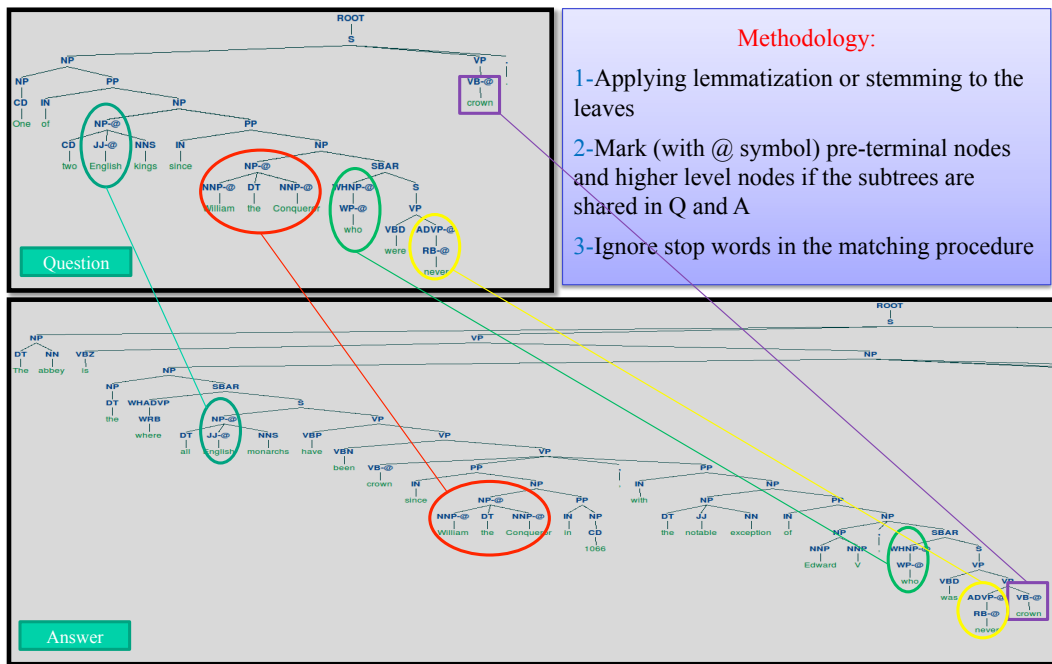 ROOT
S
NP VP .
NP PP VB-@ .
CD IN NP crown
One of NP-@ PP
CD JJ-@ NNS IN NP
two English kings since NP-@ SBAR
NNP-@ DT NNP-@ WHNP-@ S
William the Conqueror WP-@ VP
who VBD ADVP-@
were RB-@
never
Question
Methodology:
1-Applying lemmatization or stemming to the
leaves
2-Mark (with @ symbol) pre-terminal nodes
and higher level nodes if the subtrees are
shared in Q and A
3-Ignore stop words in the matching procedure
ROOT
S
NP VP
DT NN VBZ NP
The abbey is
NP SBAR
DT WHADVP S
the WRB NP-@ VP
where DT JJ-@ NNS VBP VP
all English monarchs have VBN VP
been VB-@ PP , PP
crown IN NP , IN NP PP
since NP-@ PP with DT JJ NN IN NP
NNP-@ DT NNP-@ IN NP the notable exception of NP , SBAR
William the Conqueror in CD NNP NNP , WHNP-@ S
1066 Edward V WP-@ VP
who VBD VP
was ADVP-@ VB-@
RB-@ crown
never
Answer